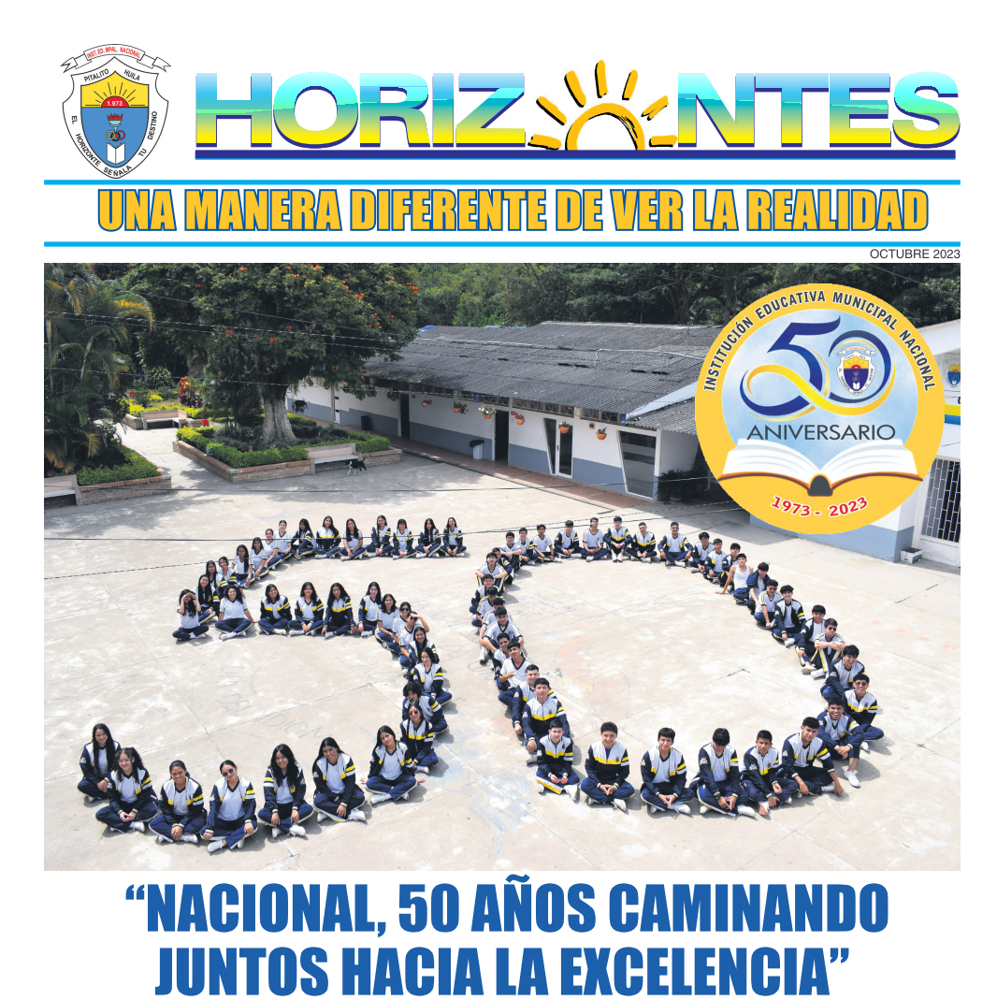 INST. ED. MPAL. NACIONAL
PITALITO HUILA
1.973
EL HORIZONTE SEÑALA TU DESTINO
HORIZONTES
UNA MANERA DIFERENTE DE VER LA REALIDAD
OCTUBRE 2023
INSTITUCIÓN EDUCATIVA MUNICIPAL NACIONAL
50
ANIVERSARIO
1973 - 2023
“NACIONAL, 50 AÑOS CAMINANDO
JUNTOS HACIA LA EXCELENCIA”